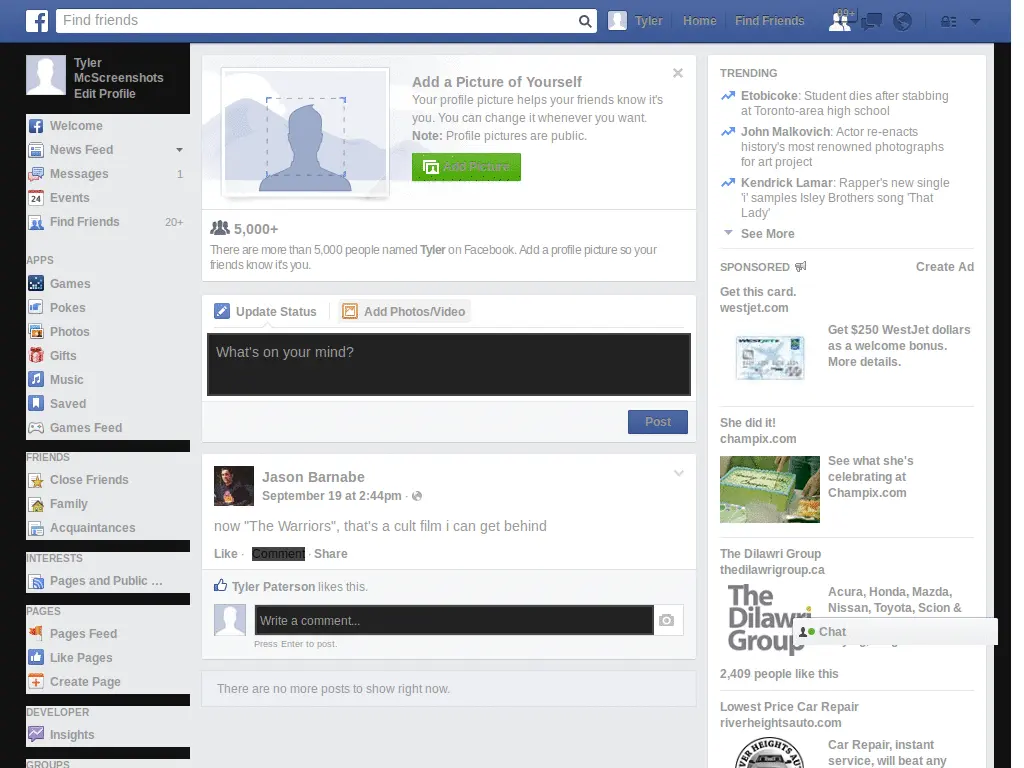 Find friends
Tyler
Home
Find Friends
99+
Tyler
McScreenshots
Edit Profile
Welcome
News Feed
Messages 1
24 Events
Find Friends 20+
APPS
Games
Pokes
Photos
Gifts
Music
Saved
Games Feed
FRIENDS
Close Friends
Family
Acquaintances
INTERESTS
Pages and Public ...
PAGES
Pages Feed
Like Pages
Create Page
DEVELOPER
Insights
GROUPS
Add a Picture of Yourself
Your profile picture helps your friends know it's
you. You can change it whenever you want.
Note: Profile pictures are public.
Add Picture
5,000+
There are more than 5,000 people named Tyler on Facebook. Add a profile picture so your
friends know it's you.
Update Status
Add Photos/Video
What's on your mind?
Post
Jason Barnabe
September 19 at 2:44pm ·
now "The Warriors", that's a cult film i can get behind
Like · Comment · Share
Tyler Paterson likes this.
Write a comment...
Press Enter to post.
There are no more posts to show right now.
TRENDING
Etobicoke: Student dies after stabbing
at Toronto-area high school
John Malkovich: Actor re-enacts
history's most renowned photographs
for art project
Kendrick Lamar: Rapper's new single
'i' samples Isley Brothers song 'That
Lady'
See More
SPONSORED
Create Ad
Get this card.
westjet.com
WESTJET
Get $250 WestJet dollars
as a welcome bonus.
More details.
She did it!
champix.com
See what she's
celebrating at
Champix.com
The Dilawri Group
thedilawrigroup.ca
The
Dilawri
Group
Acura, Honda, Mazda,
Nissan, Toyota, Scion &
Chat
2,409 people like this
Lowest Price Car Repair
riverheightsauto.com
Car Repair, instant
service, will beat any